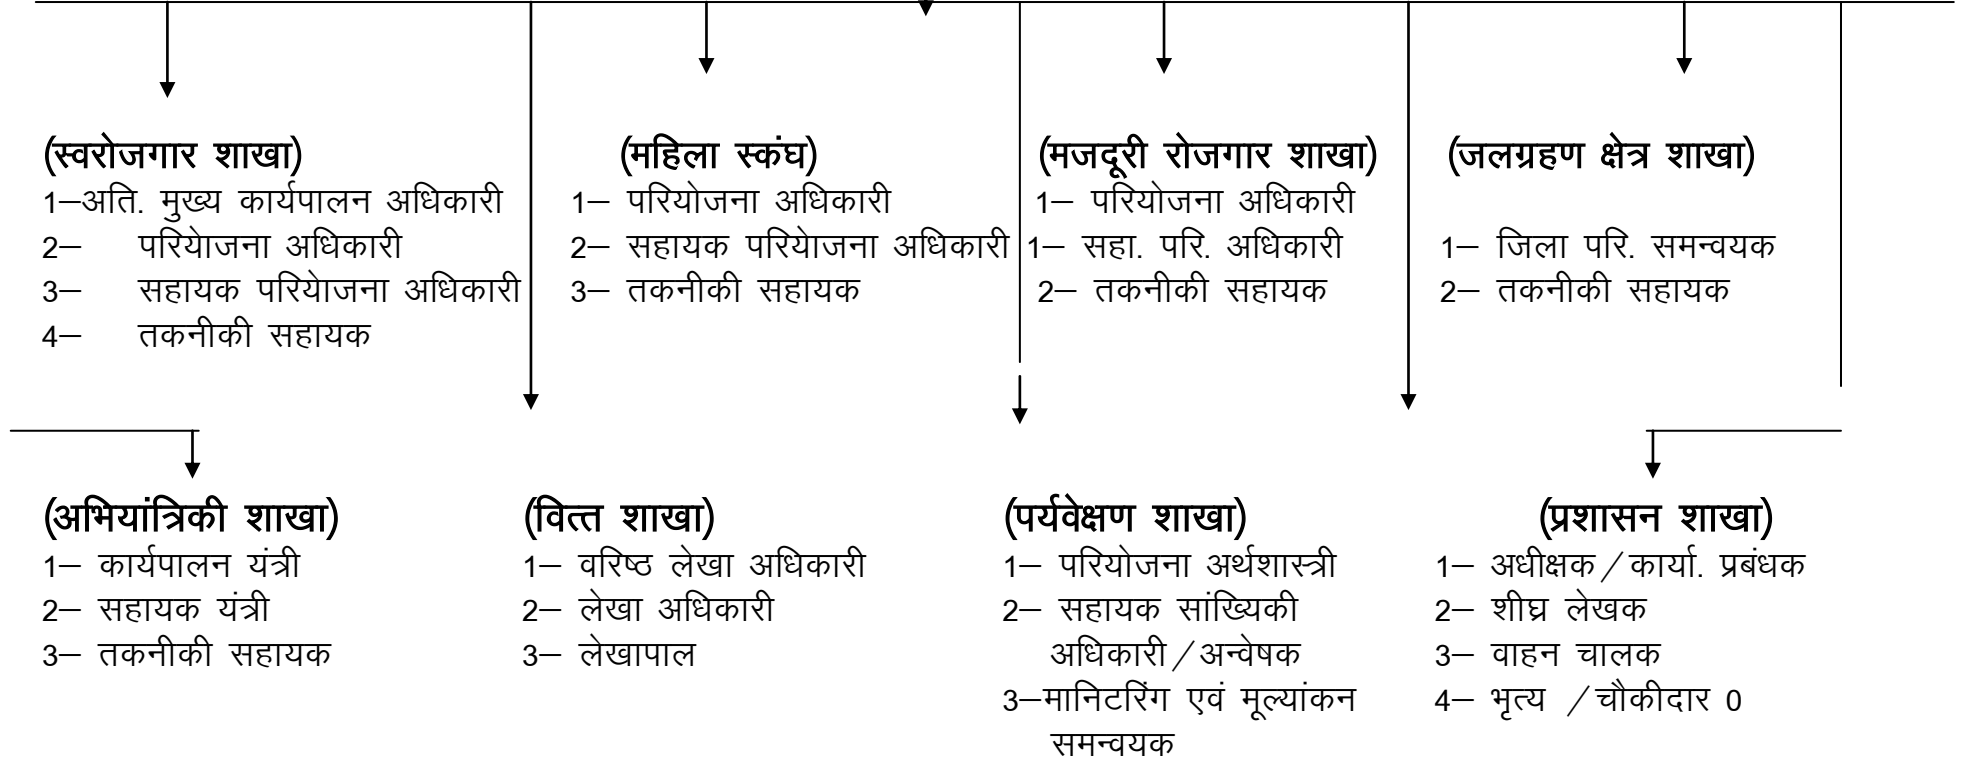 (स्वरोजगार शाखा)
1–अति. मुख्य कार्यपालन अधिकारी
2– परियेाजना अधिकारी
3– सहायक परियेाजना अधिकारी
4– तकनीकी सहायक
(महिला स्कंघ)
1– परियोजना अधिकारी
2– सहायक परियेाजना अधिकारी
3– तकनीकी सहायक
(मजदूरी रोजगार शाखा)
1– परियोजना अधिकारी
1– सहा. परि. अधिकारी
2– तकनीकी सहायक
(जलग्रहण क्षेत्र शाखा)
1– जिला परि. समन्वयक
2– तकनीकी सहायक
(अभियांत्रिकी शाखा)
1– कार्यपालन यंत्री
2– सहायक यंत्री
3– तकनीकी सहायक
(वित्त शाखा)
1– वरिष्ठ लेखा अधिकारी
2– लेखा अधिकारी
3– लेखापाल
(पर्यवेक्षण शाखा)
1– परियोजना अर्थशास्त्री
2– सहायक सांख्यिकी
अधिकारी/अन्वेषक
3–मानिटरिंग एवं मूल्यांकन
समन्वयक
(प्रशासन शाखा)
1– अधीक्षक/कार्या. प्रबंधक
2– शीघ्र लेखक
3– वाहन चालक
4– भृत्य /चौकीदार 0